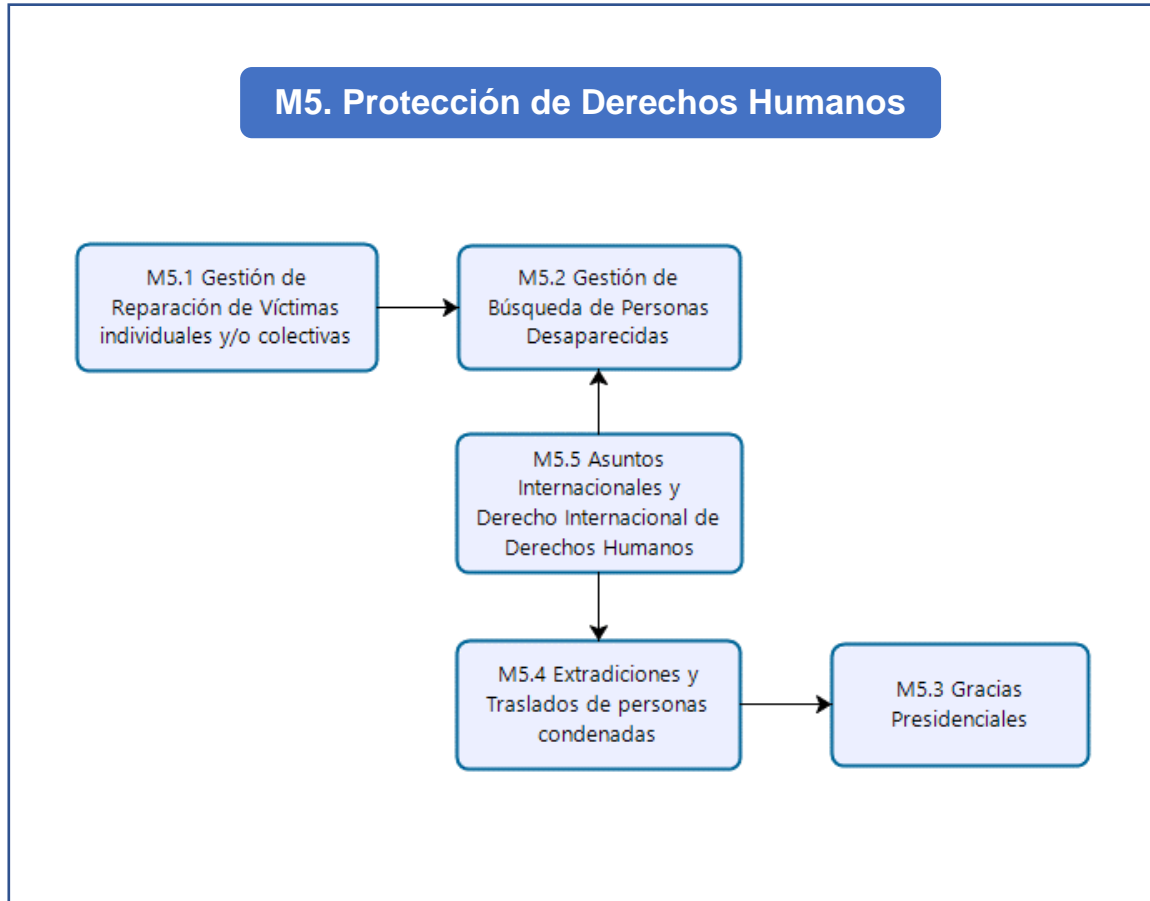 M5. Protección de Derechos Humanos
M5.1 Gestión de
Reparación de Víctimas
individuales y/o colectivas
M5.2 Gestión de
Búsqueda de Personas
Desaparecidas
M5.5 Asuntos
Internacionales y
Derecho Internacional de
Derechos Humanos
M5.4 Extradiciones y
Traslados de personas
condenadas
M5.3 Gracias
Presidenciales